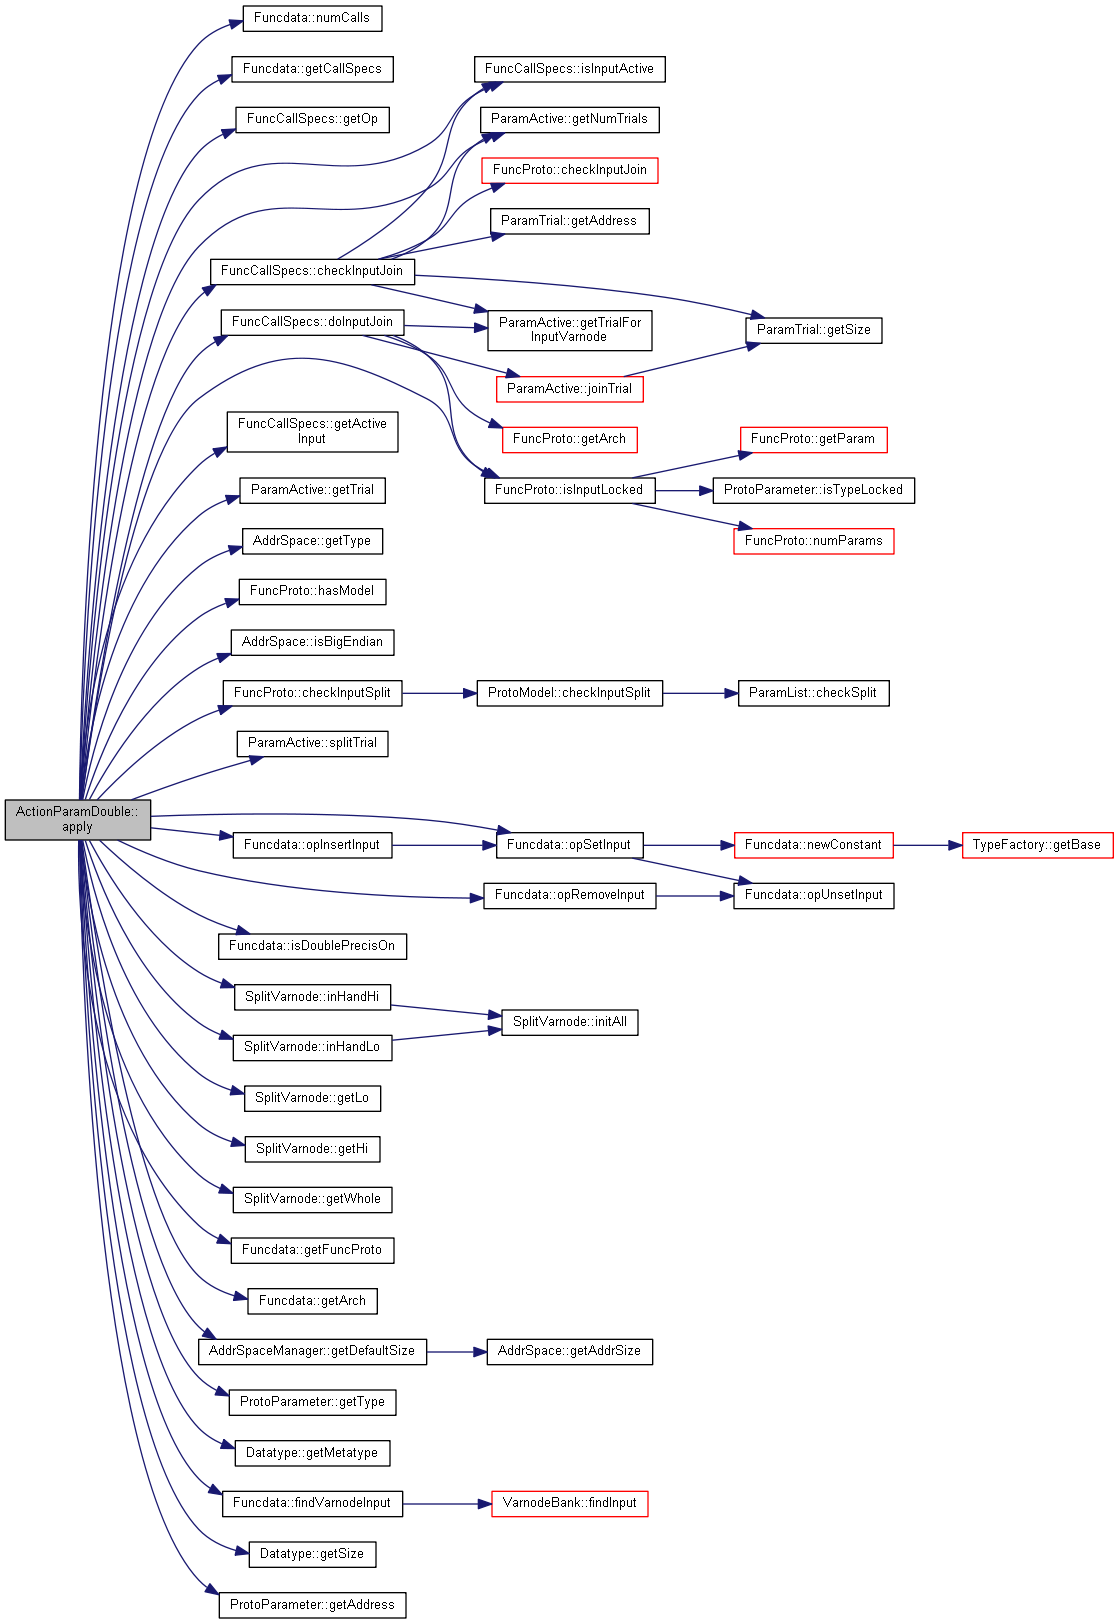 Funcdata::numCalls
Funcdata::getCallSpecs
FuncCallSpecs::isInputActive
FuncCallSpecs::getOp
ParamActive::getNumTrials
FuncProto::checkInputJoin
ParamTrial::getAddress
FuncCallSpecs::checkInputJoin
FuncCallSpecs::doInputJoin
ParamActive::getTrialFor
InputVarnode
ParamTrial::getSize
ParamActive::joinTrial
FuncCallSpecs::getActive
Input
FuncProto::getArch
FuncProto::getParam
ParamActive::getTrial
FuncProto::isInputLocked
ProtoParameter::isTypeLocked
AddrSpace::getType
FuncProto::numParams
FuncProto::hasModel
AddrSpace::isBigEndian
FuncProto::checkInputSplit
ProtoModel::checkInputSplit
ParamList::checkSplit
ParamActive::splitTrial
ActionParamDouble::
apply
Funcdata::opInsertInput
Funcdata::opSetInput
Funcdata::newConstant
TypeFactory::getBase
Funcdata::opRemoveInput
Funcdata::opUnsetInput
Funcdata::isDoublePrecisOn
SplitVarnode::inHandHi
SplitVarnode::initAll
SplitVarnode::inHandLo
SplitVarnode::getLo
SplitVarnode::getHi
SplitVarnode::getWhole
Funcdata::getFuncProto
Funcdata::getArch
AddrSpaceManager::getDefaultSize
AddrSpace::getAddrSize
ProtoParameter::getType
Datatype::getMetatype
Funcdata::findVarnodeInput
VarnodeBank::findInput
Datatype::getSize
ProtoParameter::getAddress